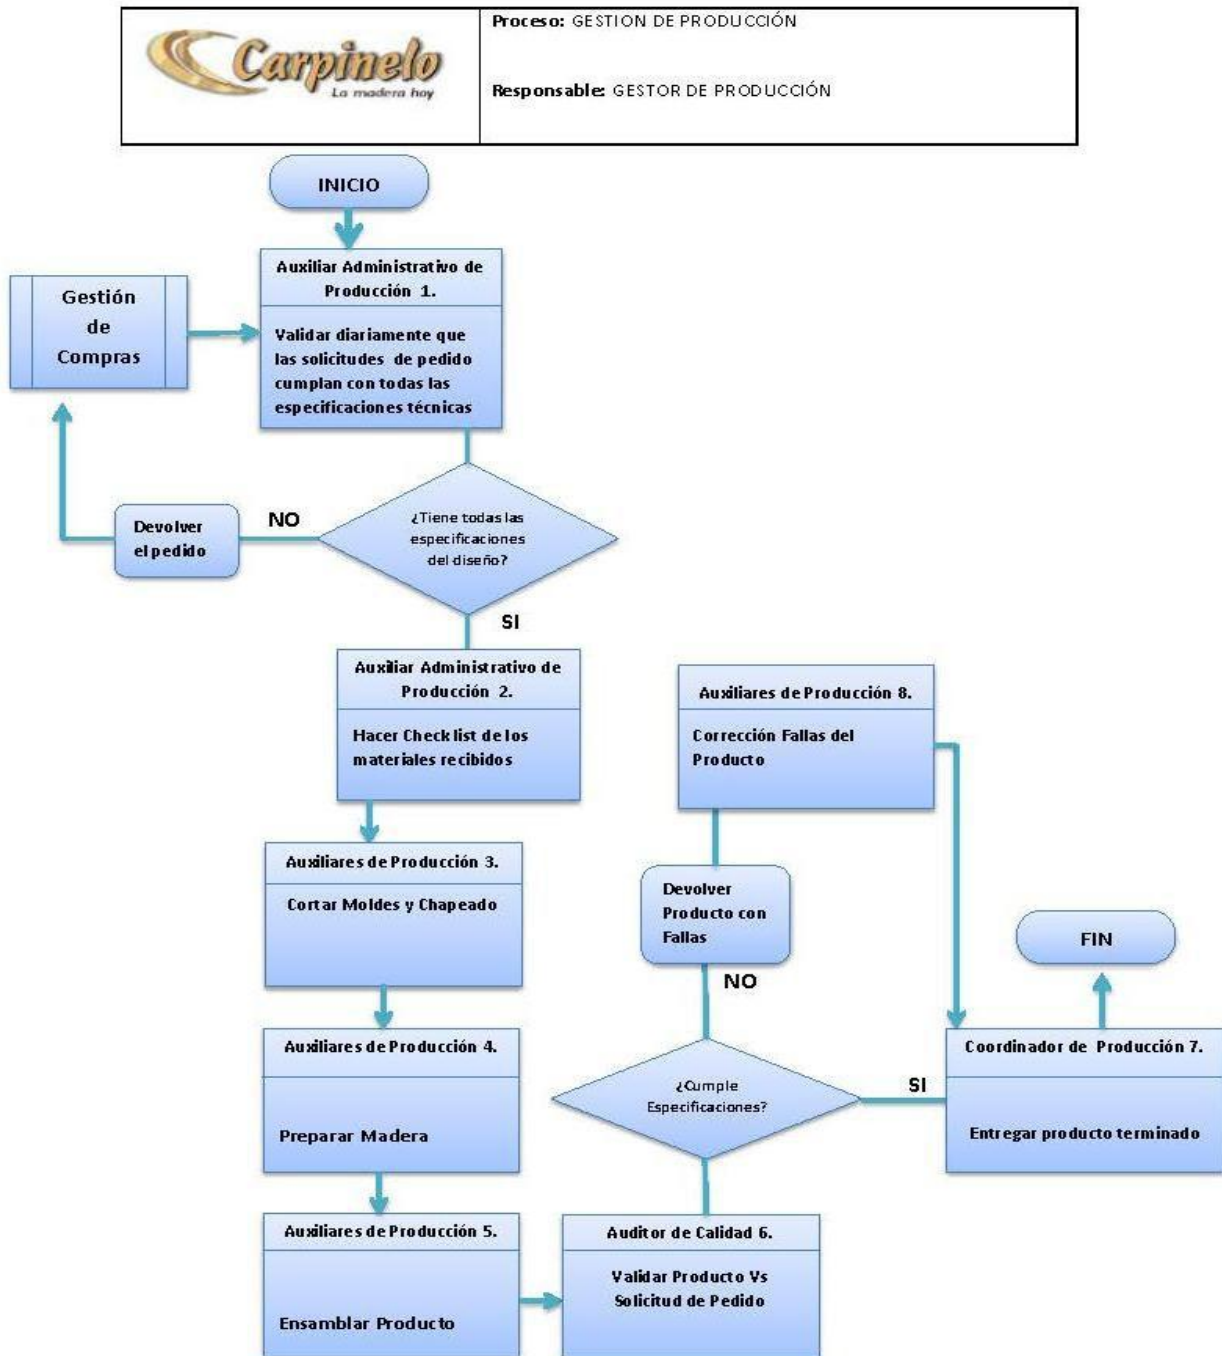 Carpinelo
La madera hoy
Proceso: GESTION DE PRODUCCIÓN
Responsable: GESTOR DE PRODUCCIÓN
INICIO
Auxiliar Administrativo de
Producción 1.
Validar diariamente que
las solicitudes de pedido
cumplan con todas las
especificaciones técnicas
Gestión
de
Compras
¿Tiene todas las
especificaciones
del diseño?
NO
Devolver
el pedido
SI
Auxiliar Administrativo de
Producción 2.
Hacer Check list de los
materiales recibidos
Auxiliares de Producción 3.
Cortar Moldes y Chapeado
Auxiliares de Producción 4.
Preparar Madera
Auxiliares de Producción 5.
Ensamblar Producto
Auditor de Calidad 6.
Validar Producto Vs
Solicitud de Pedido
¿Cumple
Especificaciones?
NO
Devolver
Producto con
Fallas
Auxiliares de Producción 8.
Corrección Fallas del
Producto
SI
Coordinador de Producción 7.
Entregar producto terminado
FIN